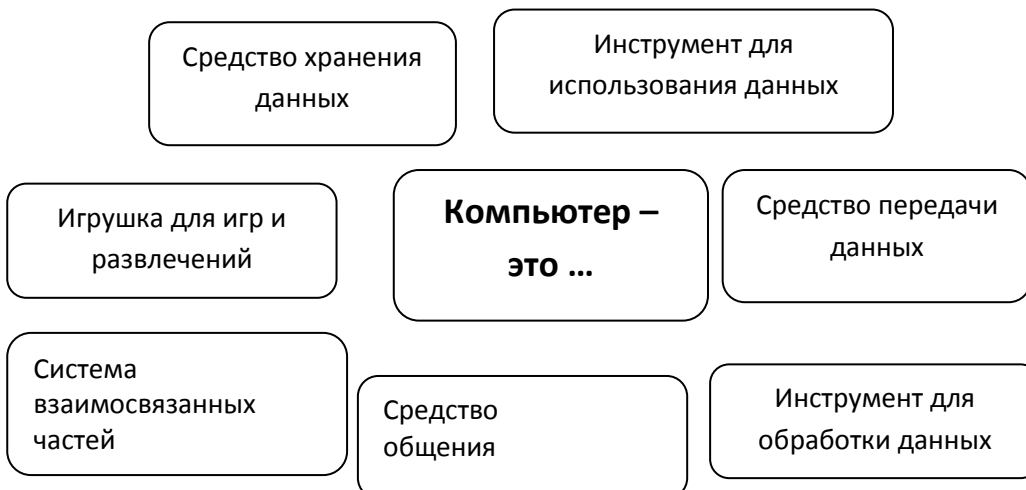 Средство хранения
данных
Инструмент для
использования данных
Игрушка для игр и
развлечений
Компьютер –
это ...
Средство передачи
данных
Система
взаимосвязанных
частей
Средство
общения
Инструмент для
обработки данных